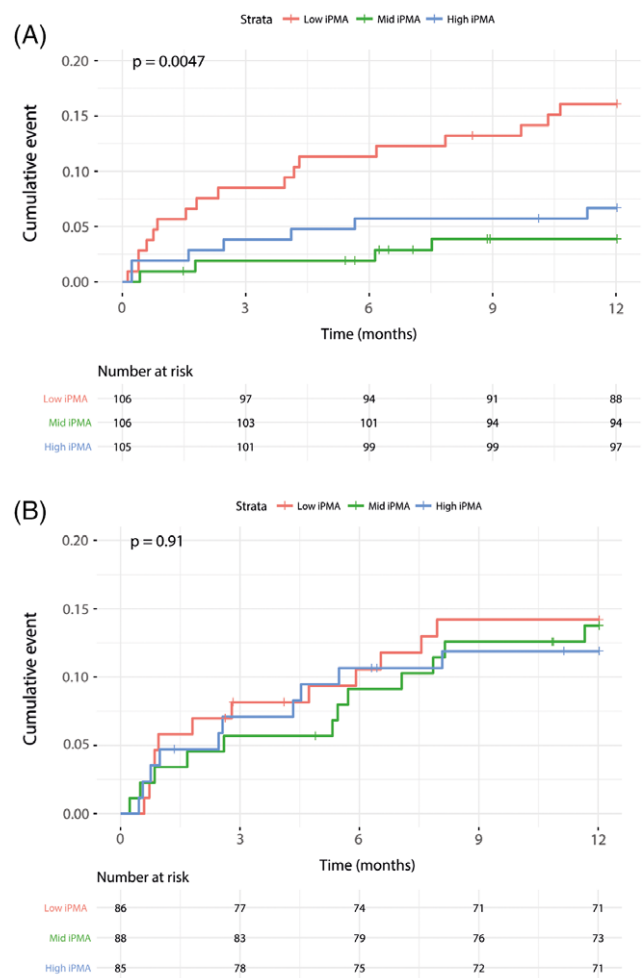 (A)
Strata Low iPMA Mid iPMA High iPMA
p = 0.0047
0.20
0.15
0.10
0.05
0.00
Cumulative event
0 3 6 9 12
Time (months)
Number at risk
Low iPMA 106 97 94 91 88
Mid iPMA 106 103 101 94 94
High iPMA 105 101 99 99 97
(B)
Strata Low iPMA Mid iPMA High iPMA
p = 0.91
0.20
0.15
0.10
0.05
0.00
Cumulative event
0 3 6 9 12
Time (months)
Number at risk
Low iPMA 86 77 74 71 71
Mid iPMA 88 83 79 76 73
High iPMA 85 78 75 72 71